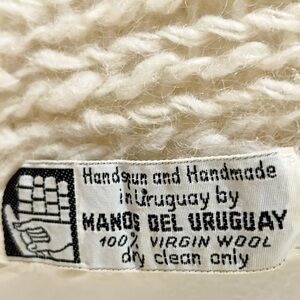 Handspun and Handmade
in Uruguay by
MANOS DEL URUGUAY
100% VIRGIN WOOL
dry clean only